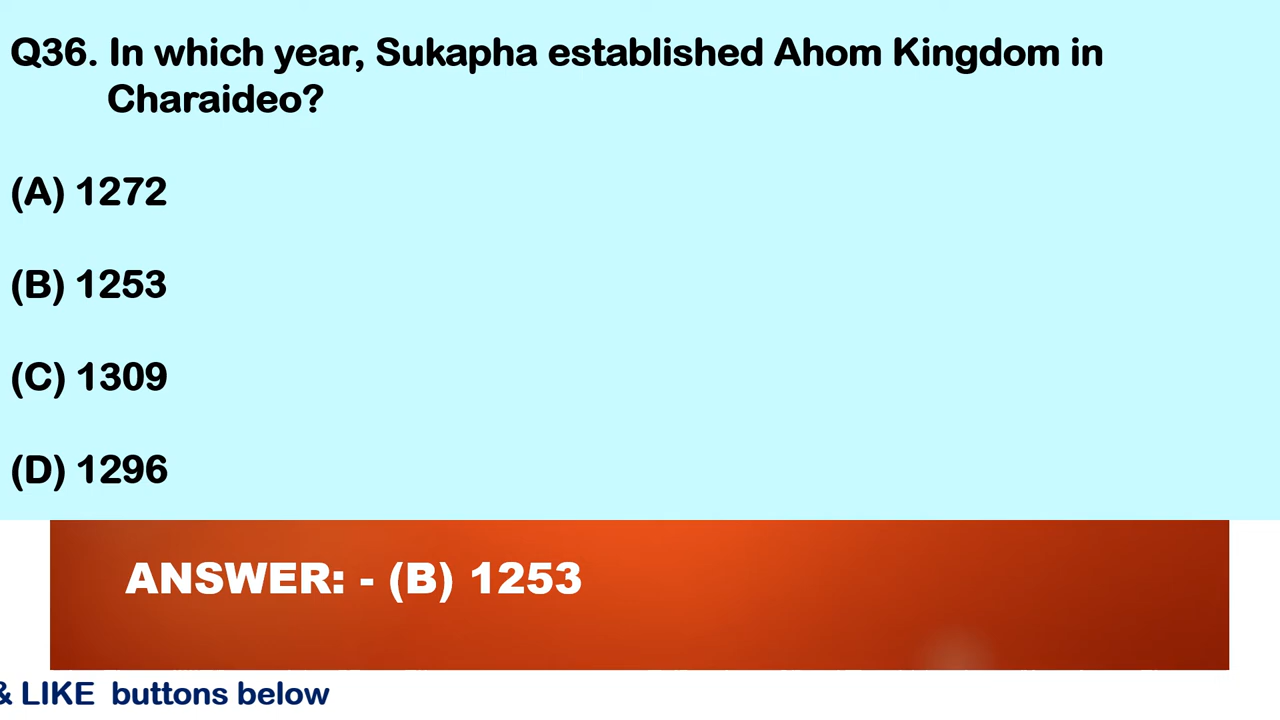 Q36. In which year, Sukapha established Ahom Kingdom in
Charaideo?
(A) 1272
(B) 1253
(C) 1309
(D) 1296
ANSWER: - (B) 1253
& LIKE buttons below